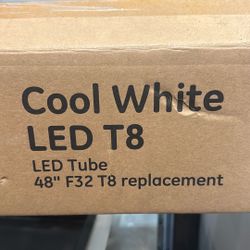 Cool White
LED T8
LED Tube
48" F32 T8 replacement